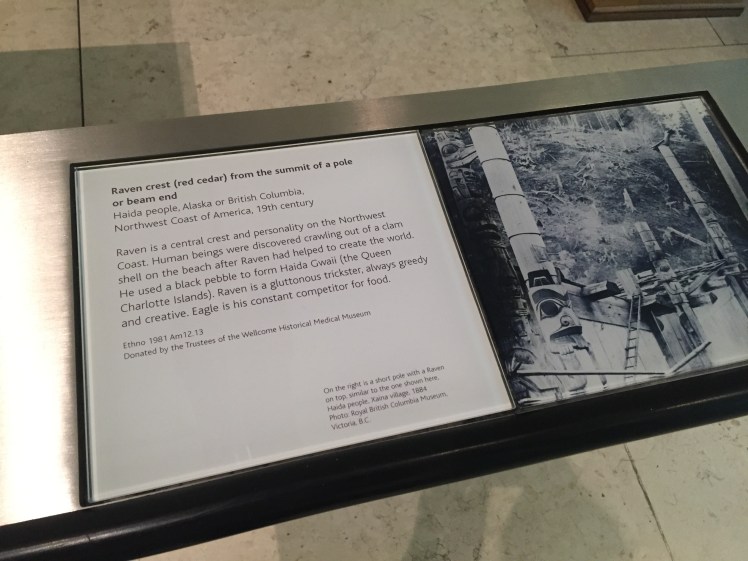 Raven crest (red cedar) from the summit of a pole
or beam end
Haida people, Alaska or British Columbia,
Northwest Coast of America, 19th century
Raven is a central crest and personality on the Northwest
Coast. Human beings were discovered crawling out of a clam
shell on the beach after Raven had helped to create the world.
He used a black pebble to form Haida Gwaii (the Queen
Charlotte Islands). Raven is a gluttonous trickster, always greedy
and creative. Eagle is his constant competitor for food.
Ethno 1981 Am12.13
Donated by the Trustees of the Wellcome Historical Medical Museum
On the right is a short pole with a Raven
on top, similar to the one shown here.
Haida people, Xaina village, 1884
Photo: Royal British Columbia Museum,
Victoria, B.C.